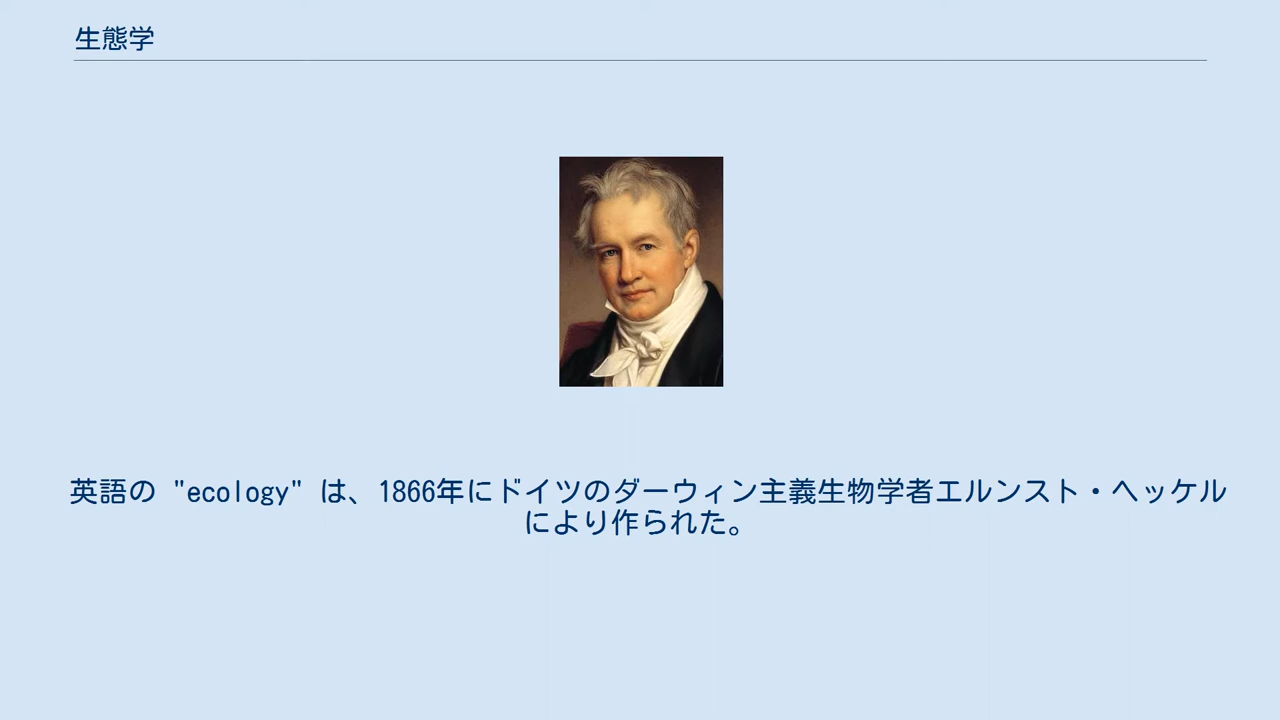 生態学
英語の "ecology" は、1866年にドイツのダーウィン主義生物学者エルンスト・ヘッケル
により作られた。